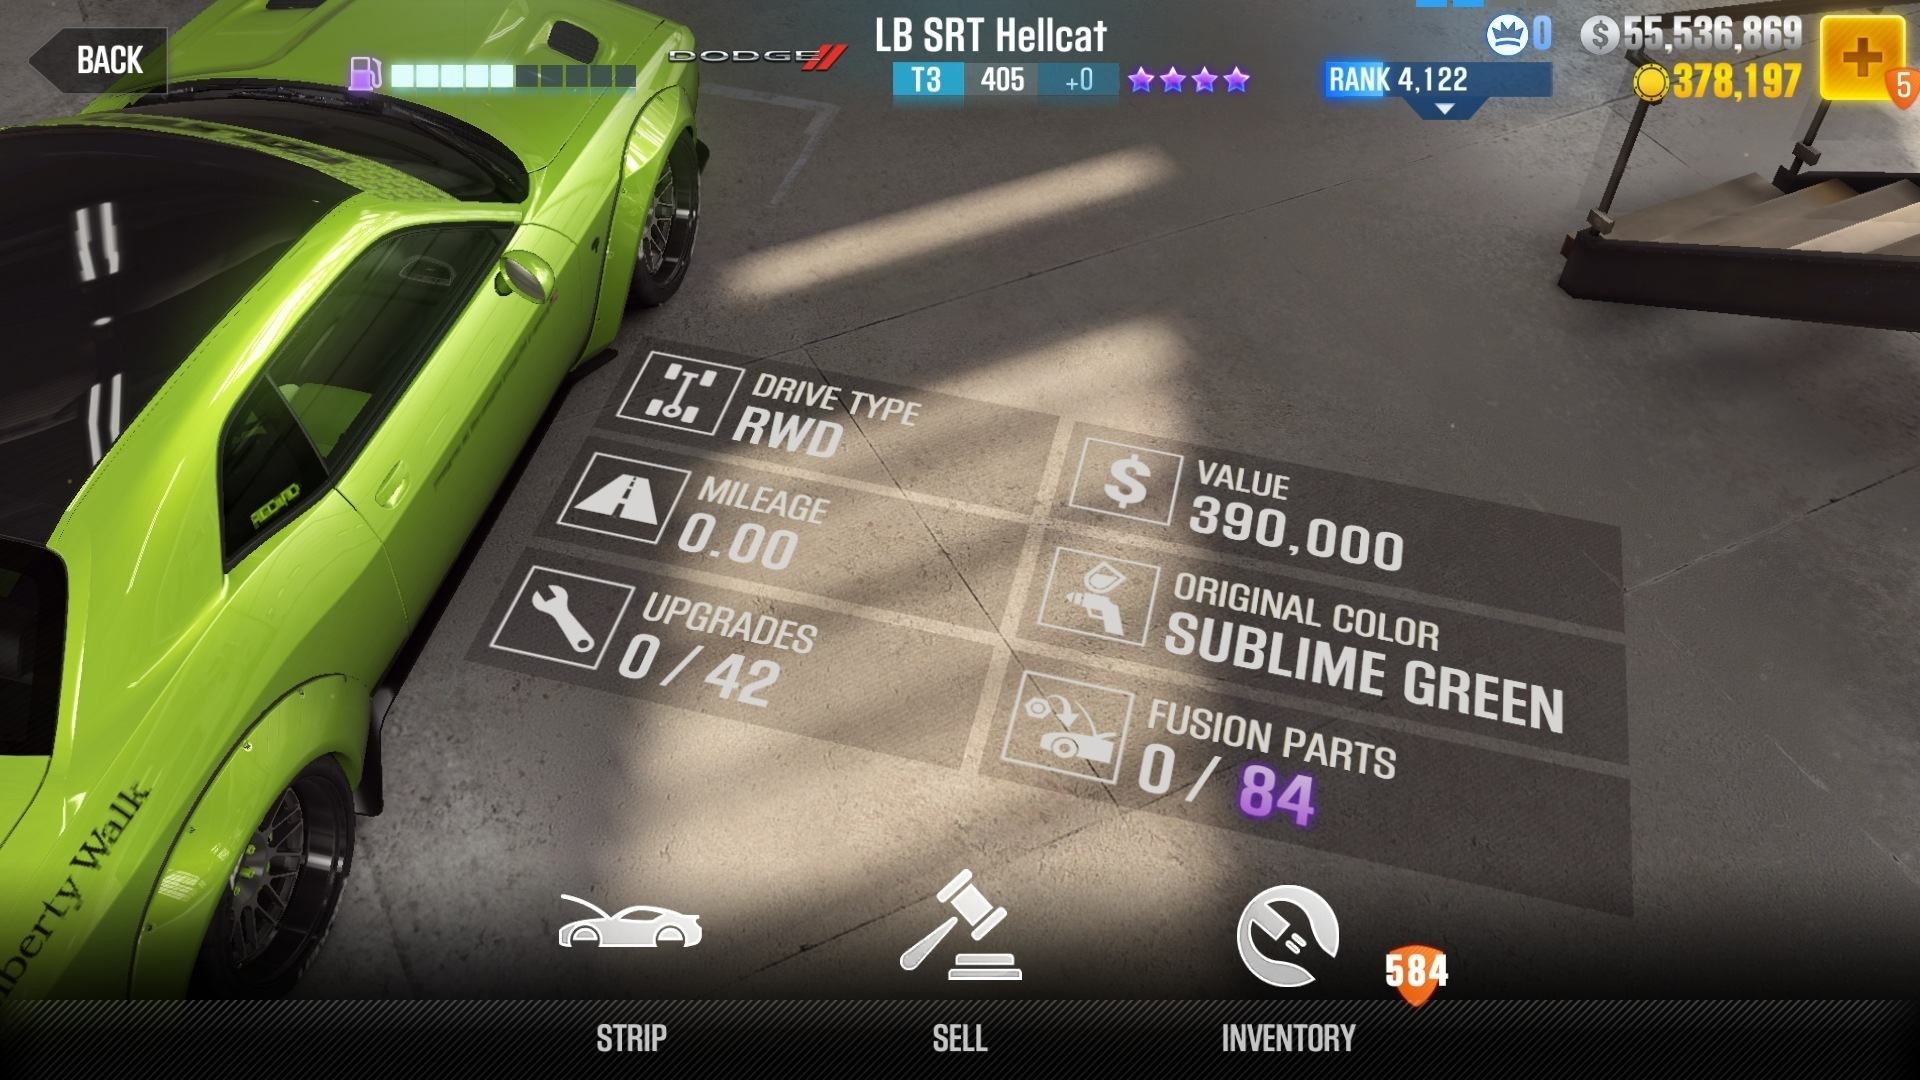 BACK
DODGE
LB SRT Hellcat
T3 405 +0
RANK 4,122
0
$ 55,536,869
378,197
5
DRIVE TYPE
RWD
MILEAGE
0.00
UPGRADES
0 / 42
$ VALUE
390,000
ORIGINAL COLOR
SUBLIME GREEN
FUSION PARTS
0 / 84
berty Walk
STRIP
SELL
INVENTORY
584